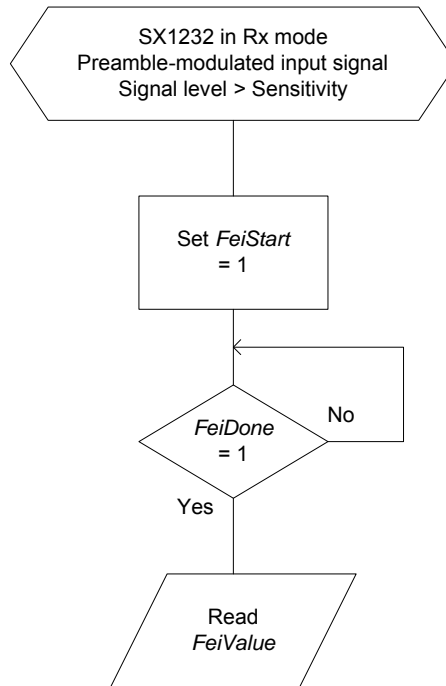 SX1232 in Rx mode
Preamble-modulated input signal
Signal level > Sensitivity
Set FeiStart
= 1
FeiDone
= 1
No
Yes
Read
FeiValue